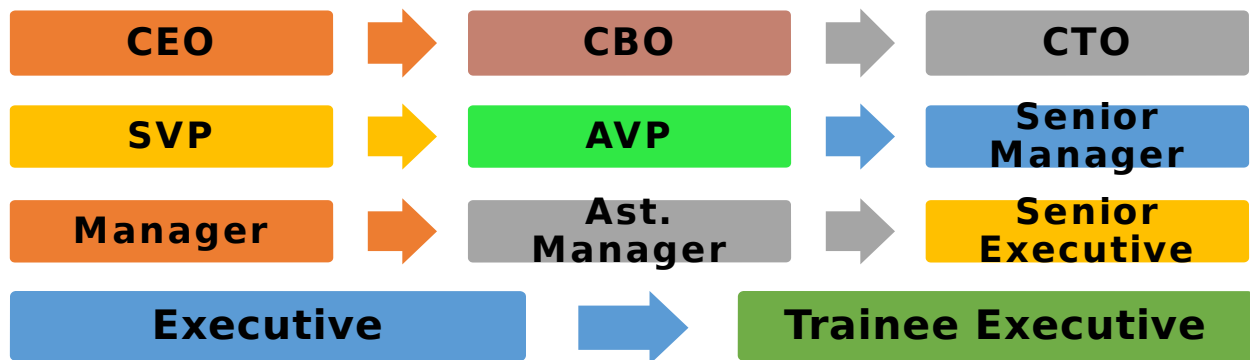 CEO
CBO
CTO
SVP
AVP
Senior
Manager
Manager
Ast.
Manager
Senior
Executive
Executive
Trainee Executive